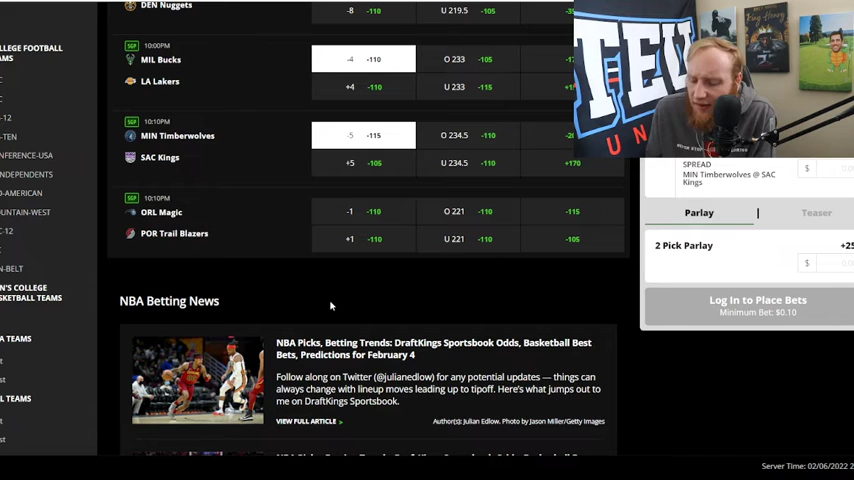 DEN Nuggets
-8 -110 U 219.5 -105
OLLEGE FOOTBALL
AMS
10:00PM
SGP
MIL Bucks
-4 -110 O 233 -105
LA Lakers
+4 -110 U 233 -115
-12
-TEN
NFERENCE-USA
DEPENDENTS
D-AMERICAN
UNTAIN-WEST
C-12
-BELT
N'S COLLEGE
SKETBALL TEAMS
A TEAMS
L TEAMS
SGP 10:10PM
MIN Timberwolves
-5 -115 O 234.5 -110
SAC Kings
+5 -105 U 234.5 -110 +170
SGP 10:10PM
ORL Magic
-1 -110 O 221 -110 -115
POR Trail Blazers
+1 -110 U 221 -110 -105
TEU
SPREAD
MIN Timberwolves @ SAC
Kings
$
Parlay | Teaser
2 Pick Parlay
$
Log In to Place Bets
Minimum Bet: $0.10
NBA Betting News
NBA Picks, Betting Trends: DraftKings Sportsbook Odds, Basketball Best
Bets, Predictions for February 4
Follow along on Twitter (@julianedlow) for any potential updates — things can
always change with lineup moves leading up to tipoff. Here's what jumps out to
me on DraftKings Sportsbook.
VIEW FULL ARTICLE > Author(s): Julian Edlow. Photo by Jason Miller/Getty Images
Server Time: 02/06/2022 2